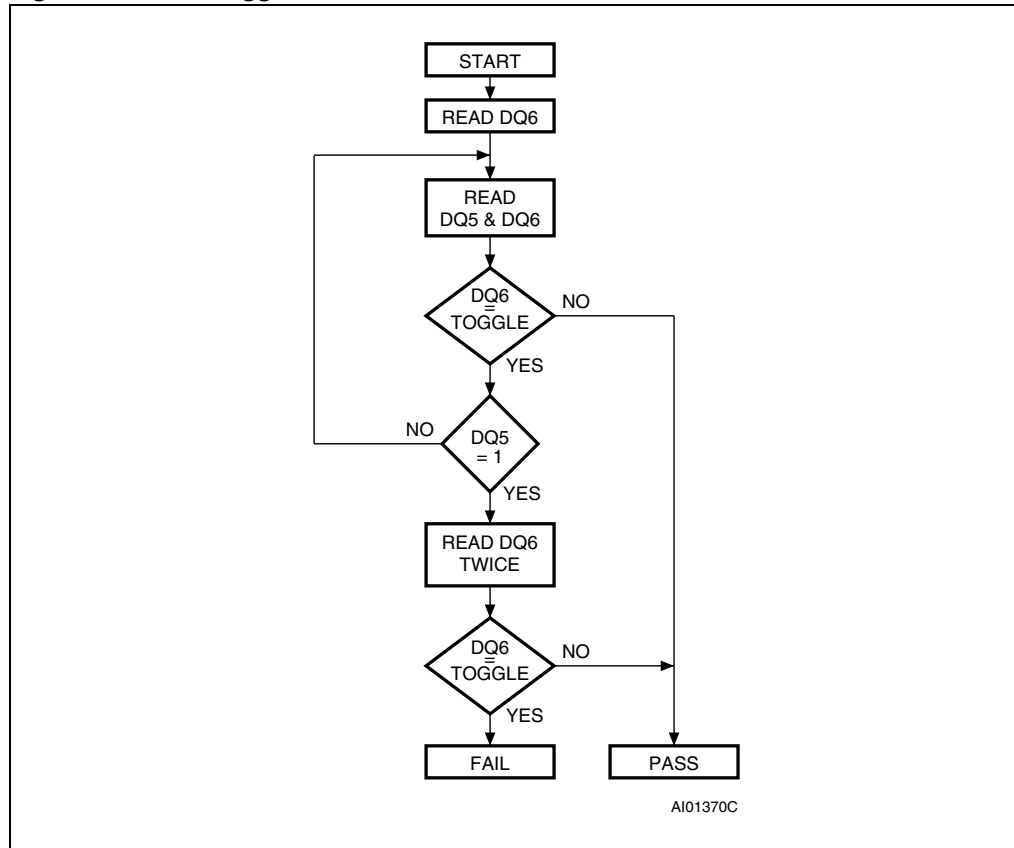 START
READ DQ6
READ
DQ5 & DQ6
DQ6
=
TOGGLE
NO
YES
NO
DQ5
= 1
YES
READ DQ6
TWICE
DQ6
=
TOGGLE
NO
YES
FAIL
PASS
AI01370C